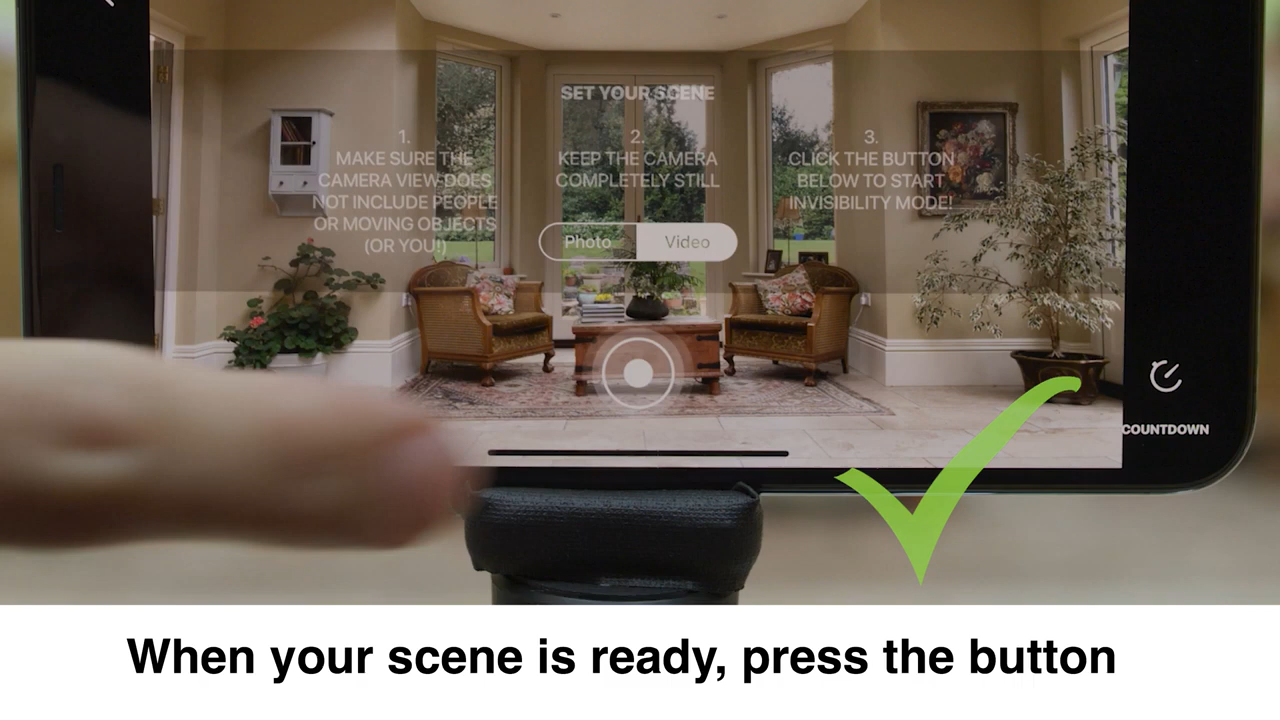 SET YOUR SCENE
1.
MAKE SURE THE
CAMERA VIEW DOES
NOT INCLUDE PEOPLE
OR MOVING OBJECTS
(OR YOU!)
2.
KEEP THE CAMERA
COMPLETELY STILL
3.
CLICK THE BUTTON
BELOW TO START
INVISIBILITY MODE!
Photo Video
COUNTDOWN
When your scene is ready, press the button